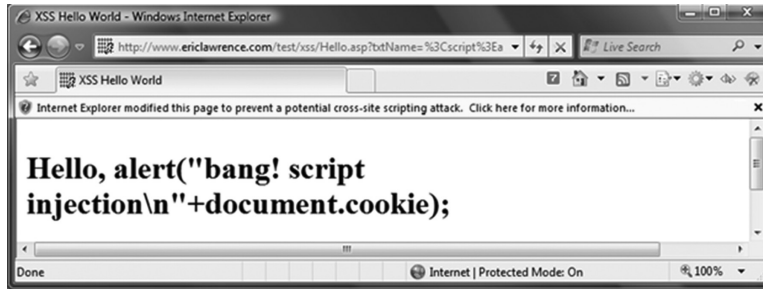 XSS Hello World - Windows Internet Explorer
http://www.ericlawrence.com/test/xss/Hello.asp?txtName=%3Cscript%3Ea
Live Search
XSS Hello World
Internet Explorer modified this page to prevent a potential cross-site scripting attack. Click here for more information...
Hello, alert("bang! script
injection\n"+document.cookie);
Done
Internet | Protected Mode: On
100%